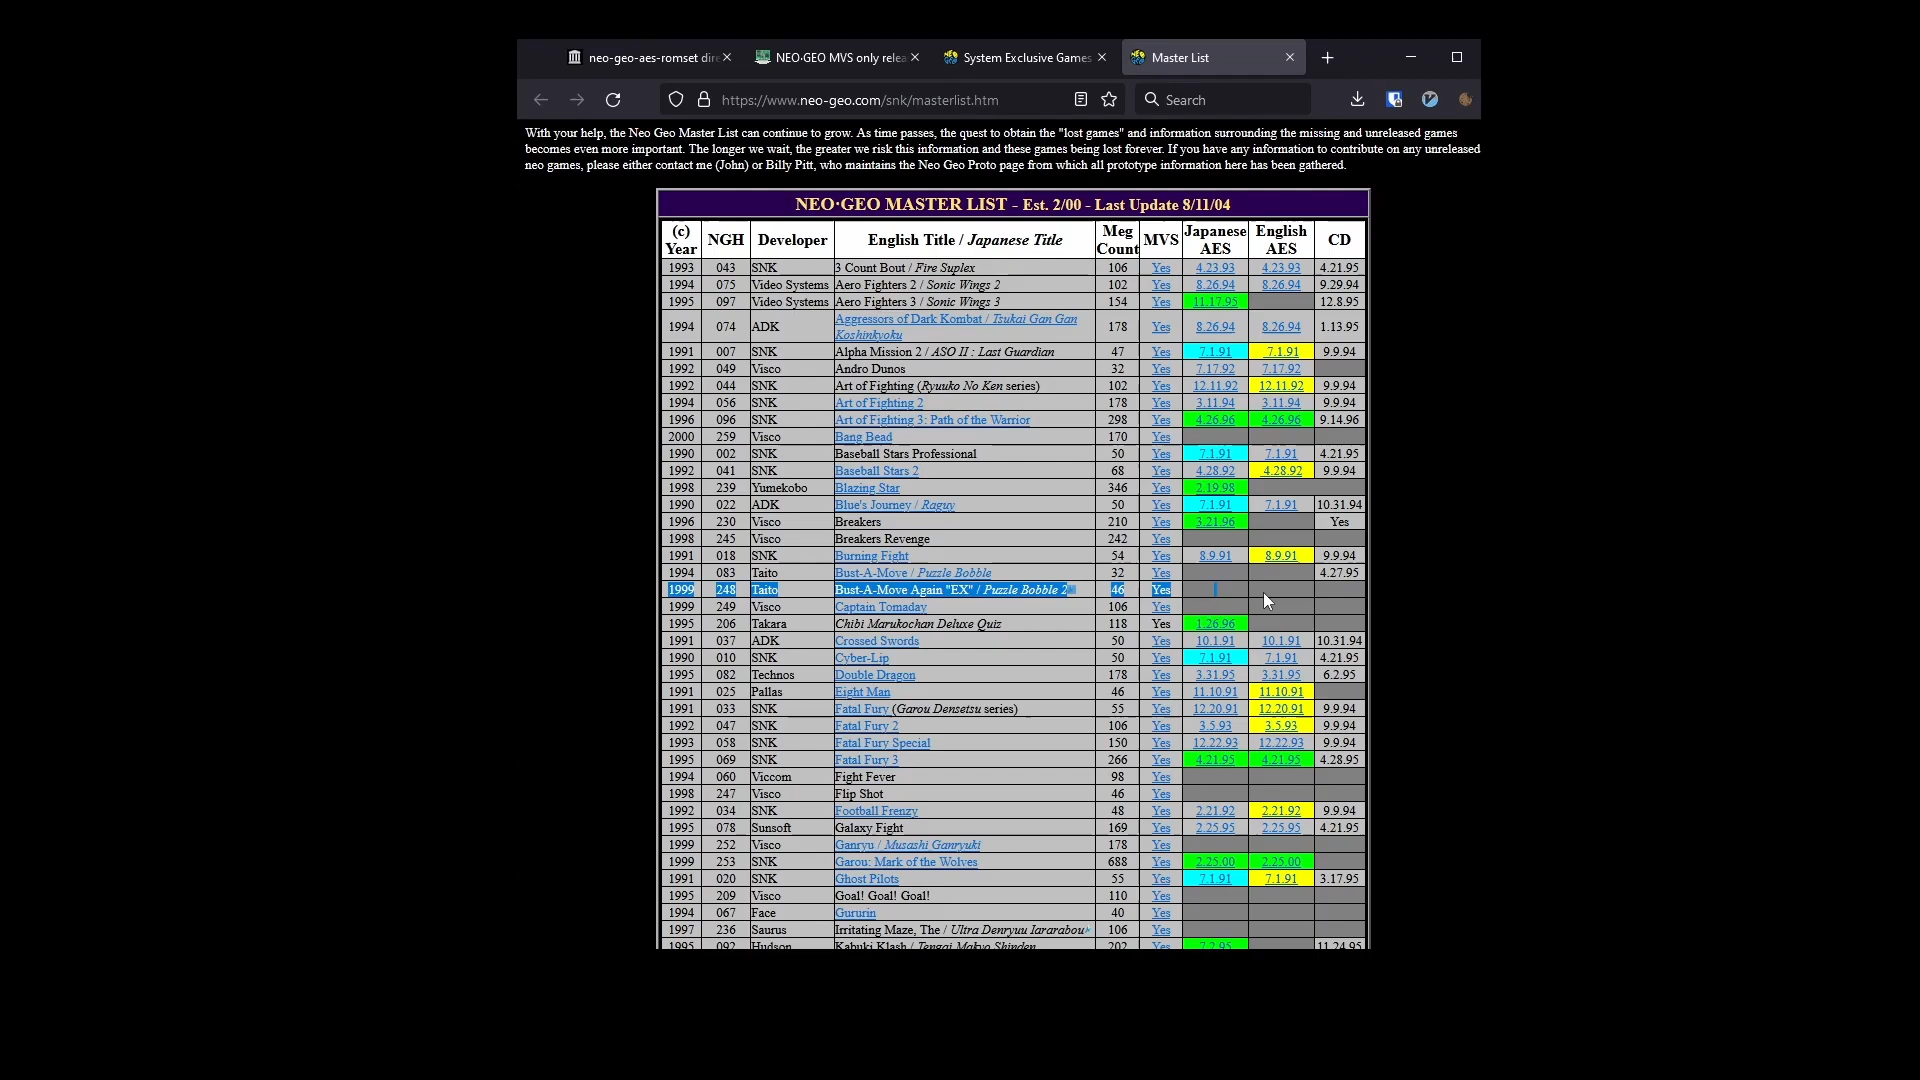 neo-geo-aes-romset dire
NEO·GEO MVS only relea
System Exclusive Games
Master List
https://www.neo-geo.com/snk/masterlist.htm
Search
With your help, the Neo Geo Master List can continue to grow. As time passes, the quest to obtain the "lost games" and information surrounding the missing and unreleased games
becomes even more important. The longer we wait, the greater we risk this information and these games being lost forever. If you have any information to contribute on any unreleased
neo games, please either contact me (John) or Billy Pitt, who maintains the Neo Geo Proto page from which all prototype information here has been gathered.
NEO·GEO MASTER LIST - Est. 2/00 - Last Update 8/11/04
(c) Year NGH Developer English Title / Japanese Title Meg Count MVS Japanese AES English AES CD
1993 043 SNK 3 Count Bout / Fire Suplex 106 Yes 4.23.93 4.23.93 4.21.95
1994 075 Video Systems Aero Fighters 2 / Sonic Wings 2 102 Yes 8.26.94 8.26.94 9.29.94
1995 097 Video Systems Aero Fighters 3 / Sonic Wings 3 154 Yes 11.17.95 12.8.95
1994 074 ADK Aggressors of Dark Kombat / Tsukai Gan Gan Koshinkyoku 178 Yes 8.26.94 8.26.94 1.13.95
1991 007 SNK Alpha Mission 2 / ASO II : Last Guardian 47 Yes 7.1.91 7.1.91 9.9.94
1992 049 Visco Andro Dunos 32 Yes 7.17.92 7.17.92
1992 044 SNK Art of Fighting (Ryuuko No Ken series) 102 Yes 12.11.92 12.11.92 9.9.94
1994 056 SNK Art of Fighting 2 178 Yes 3.11.94 3.11.94 9.9.94
1996 096 SNK Art of Fighting 3: Path of the Warrior 298 Yes 4.26.96 4.26.96 9.14.96
2000 259 Visco Bang Bead 170 Yes
1990 002 SNK Baseball Stars Professional 50 Yes 7.1.91 7.1.91 4.21.95
1992 041 SNK Baseball Stars 2 68 Yes 4.28.92 4.28.92 9.9.94
1998 239 Yumekobo Blazing Star 346 Yes 2.19.98
1990 022 ADK Blue's Journey / Raguy 50 Yes 7.1.91 7.1.91 10.31.94
1996 230 Visco Breakers 210 Yes 3.21.96 Yes
1998 245 Visco Breakers Revenge 242 Yes
1991 018 SNK Burning Fight 54 Yes 8.9.91 8.9.91 9.9.94
1994 083 Taito Bust-A-Move / Puzzle Bobble 32 Yes 4.27.95
1999 248 Taito Bust-A-Move Again "EX" / Puzzle Bobble 2 46 Yes
1999 249 Visco Captain Tomaday 106 Yes
1995 206 Takara Chibi Marukochan Deluxe Quiz 118 Yes 1.26.96
1991 037 ADK Crossed Swords 50 Yes 10.1.91 10.1.91 10.31.94
1990 010 SNK Cyber-Lip 50 Yes 7.1.91 7.1.91 4.21.95
1995 082 Technos Double Dragon 178 Yes 3.31.95 3.31.95 6.2.95
1991 025 Pallas Eight Man 46 Yes 11.10.91 11.10.91
1991 033 SNK Fatal Fury (Garou Densetsu series) 55 Yes 12.20.91 12.20.91 9.9.94
1992 047 SNK Fatal Fury 2 106 Yes 3.5.93 3.5.93 9.9.94
1993 058 SNK Fatal Fury Special 150 Yes 12.22.93 12.22.93 9.9.94
1995 069 SNK Fatal Fury 3 266 Yes 4.21.95 4.21.95 4.28.95
1994 060 Viccom Fight Fever 98 Yes
1998 247 Visco Flip Shot 46 Yes
1992 034 SNK Football Frenzy 48 Yes 2.21.92 2.21.92 9.9.94
1995 078 Sunsoft Galaxy Fight 169 Yes 2.25.95 2.25.95 4.21.95
1999 252 Visco Ganryu / Musashi Ganryuki 178 Yes
1999 253 SNK Garou: Mark of the Wolves 688 Yes 2.25.00 2.25.00
1991 020 SNK Ghost Pilots 55 Yes 7.1.91 7.1.91 3.17.95
1995 209 Visco Goal! Goal! Goal! 110 Yes
1994 067 Face Gururin 40 Yes
1997 236 Saurus Irritating Maze, The / Ultra Denryuu Iararabou 106 Yes
1995 092 Hudson Kabuki Klash / Tengai Makyo Shinden 202 Yes 7.2.95 11.24.95